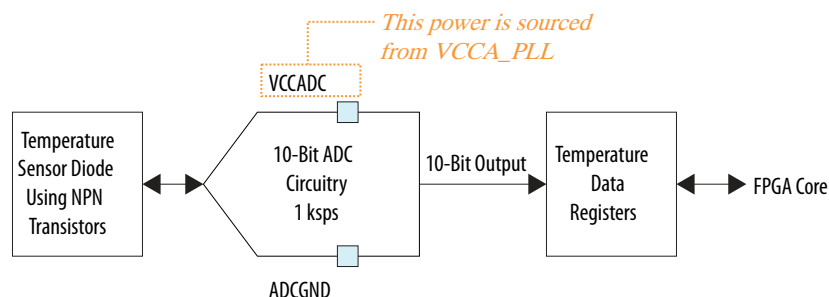 This power is sourced
from VCCA_PLL
VCCADC
Temperature
Sensor Diode
Using NPN
Transistors
10-Bit ADC
Circuitry
1 ksps
10-Bit Output
Temperature
Data
Registers
FPGA Core
ADCGND